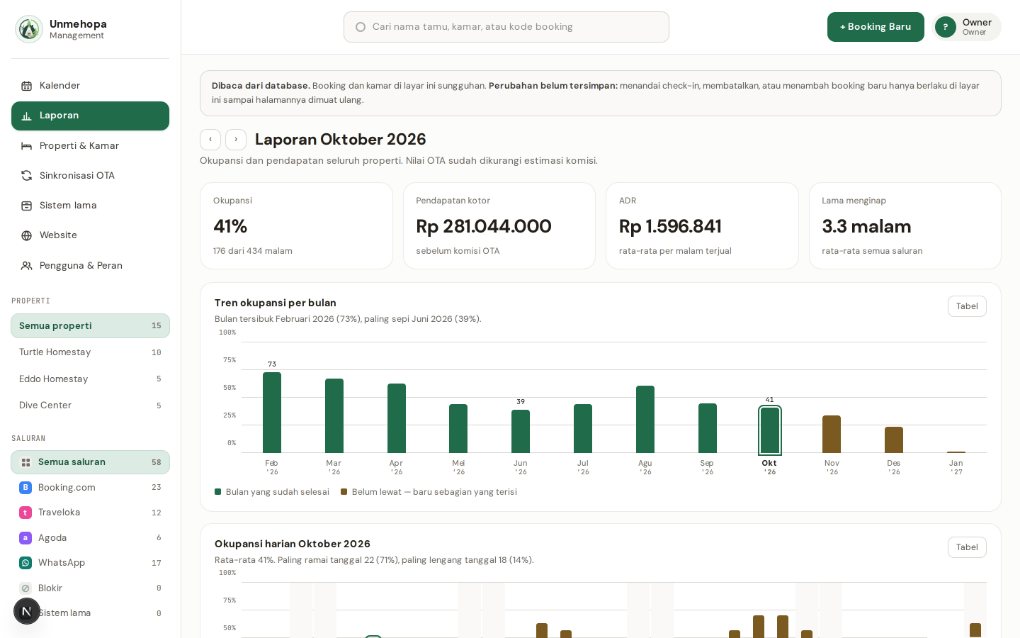 Unmehopa
Management
Cari nama tamu, kamar, atau kode booking
+ Booking Baru
?
Owner
Owner
Kalender
Laporan
Properti & Kamar
Sinkronisasi OTA
Sistem lama
Website
Pengguna & Peran
PROPERTI
Semua properti 15
Turtle Homestay 10
Eddo Homestay 5
Dive Center 5
SALURAN
Semua saluran 58
B Booking.com 23
t Traveloka 12
a Agoda 6
WhatsApp 17
Blokir 0
N Sistem lama 0
Dibaca dari database. Booking dan kamar di layar ini sungguhan. Perubahan belum tersimpan: menandai check-in, membatalkan, atau menambah booking baru hanya berlaku di layar
ini sampai halamannya dimuat ulang.
‹ › Laporan Oktober 2026
Okupansi dan pendapatan seluruh properti. Nilai OTA sudah dikurangi estimasi komisi.
Okupansi
41%
176 dari 434 malam
Pendapatan kotor
Rp 281.044.000
sebelum komisi OTA
ADR
Rp 1.596.841
rata-rata per malam terjual
Lama menginap
3.3 malam
rata-rata semua saluran
Tren okupansi per bulan
Tabel
Bulan tersibuk Februari 2026 (73%), paling sepi Juni 2026 (39%).
100%
75%
50%
25%
0%
73
39
41
Feb '26
Mar '26
Apr '26
Mei '26
Jun '26
Jul '26
Agu '26
Sep '26
Okt '26
Nov '26
Des '26
Jan '27
Bulan yang sudah selesai
Belum lewat — baru sebagian yang terisi
Okupansi harian Oktober 2026
Tabel
Rata-rata 41%. Paling ramai tanggal 22 (71%), paling lengang tanggal 18 (14%).
100%
75%
50%